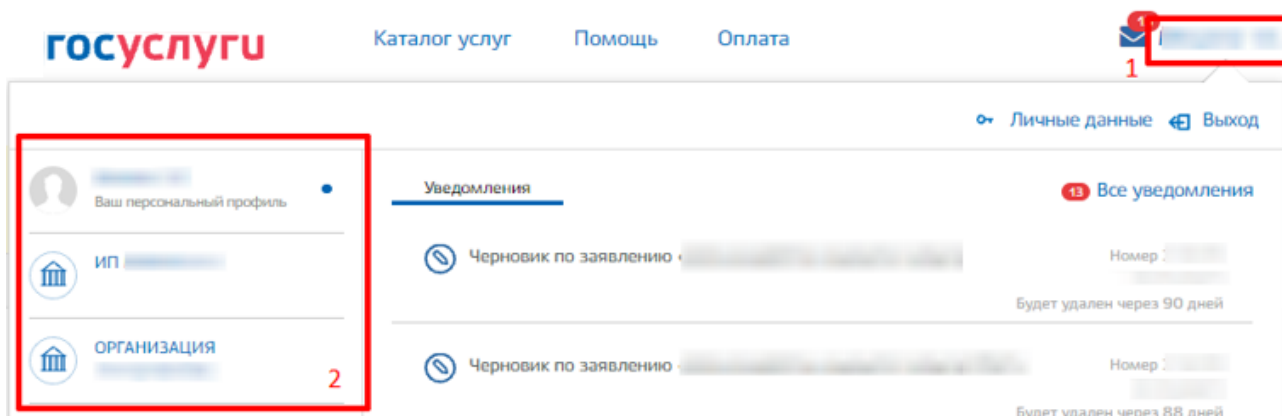 госуслуги Каталог услуг Помощь Оплата
1
Личные данные Выход
Ваш персональный профиль
Уведомления
13 Все уведомления
ИП
Черновик по заявлению
Номер
Будет удален через 90 дней
ОРГАНИЗАЦИЯ
2
Черновик по заявлению
Номер
Будет удален через 88 дней